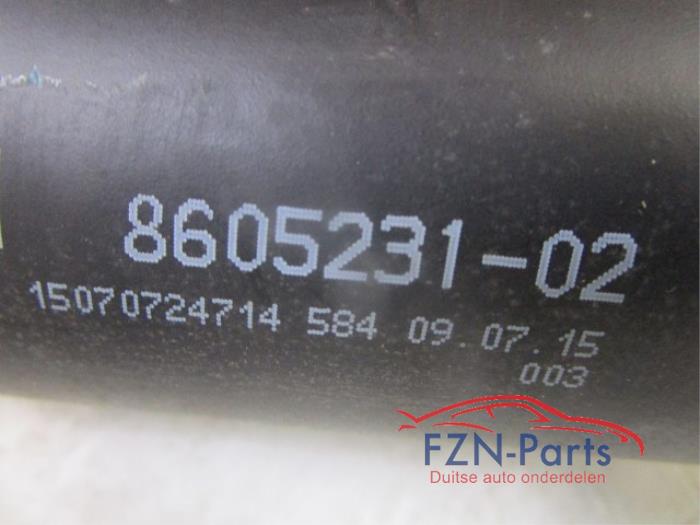 8605231-02
15070724714 584 09.07.15
003
FZN-Parts
Duitse auto onderdelen